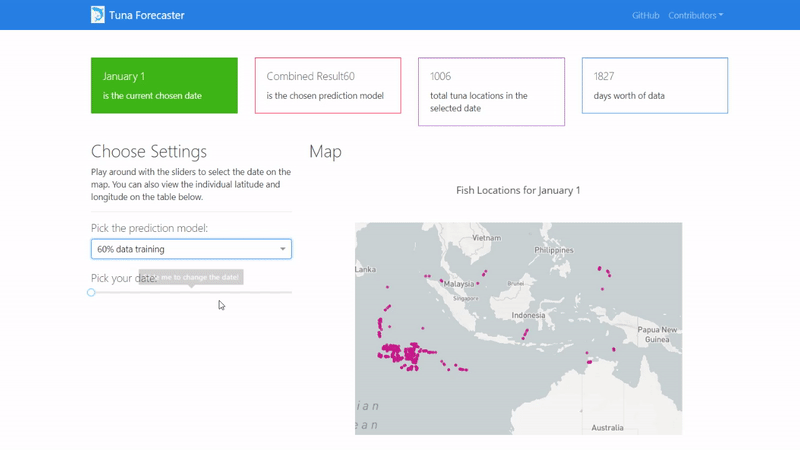 Tuna Forecaster
GitHub Contributors
January 1
is the current chosen date
Combined Result60
is the chosen prediction model
1006
total tuna locations in the
selected date
1827
days worth of data
Choose Settings
Play around with the sliders to select the date on the
map. You can also view the individual latitude and
longitude on the table below.
Pick the prediction model:
60% data training
Pick your date:
me to change the date!
Map
Fish Locations for January 1
Vietnam
Philippines
Lanka
Malaysia
Brunei
Singapore
Indonesia
Papua New
Guinea
ian
ean
Australia